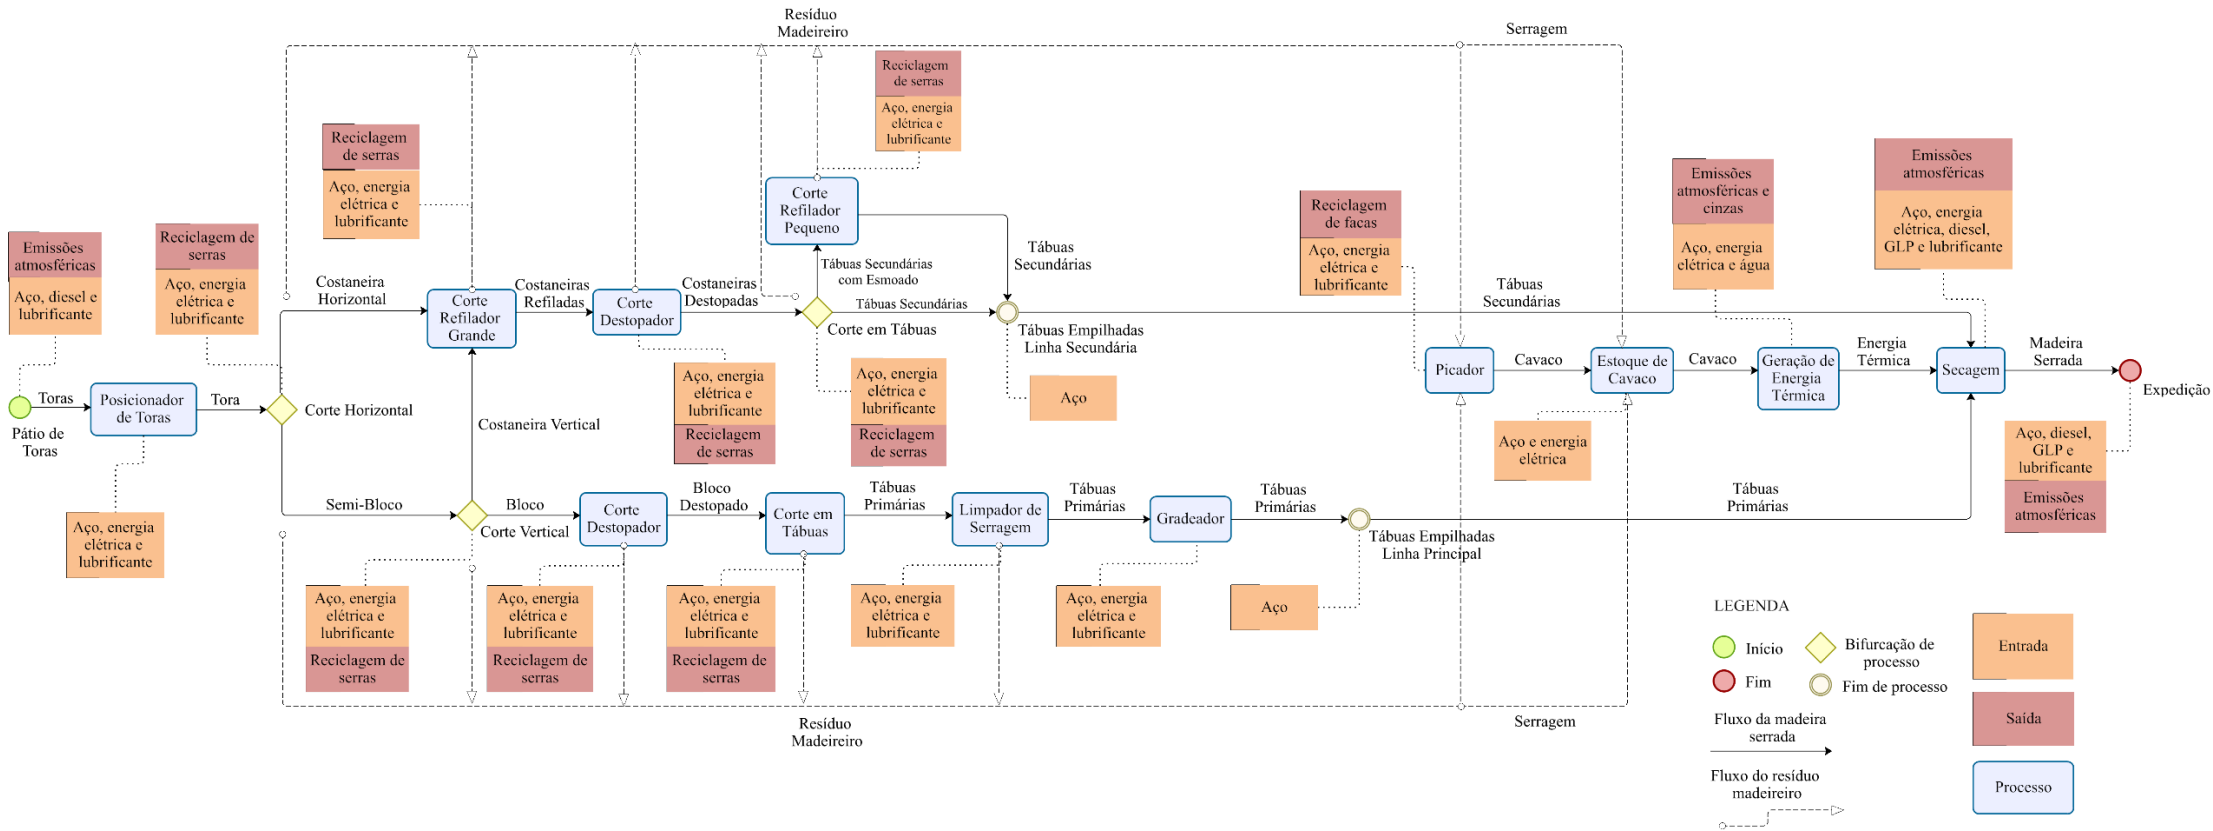 Resíduo
Madeireiro
Serragem
Reciclagem
de serras
Aço, energia
elétrica e
lubrificante
Reciclagem
de serras
Aço, energia
elétrica e
lubrificante
Corte
Refilador
Pequeno
Emissões
atmosféricas
Aço, energia
elétrica, diesel,
GLP e lubrificante
Emissões
atmosféricas e
cinzas
Aço, energia
elétrica e água
Reciclagem
de facas
Aço, energia
elétrica e
lubrificante
Emissões
atmosféricas
Aço, diesel e
lubrificante
Reciclagem de
serras
Aço, energia
elétrica e
lubrificante
Costaneira
Horizontal
Corte
Refilador
Grande
Costaneiras
Refiladas
Corte
Destopador
Costaneiras
Destopadas
Tábuas Secundárias
com Esmoado
Tábuas Secundárias
Corte em Tábuas
Tábuas
Secundárias
Tábuas Empilhadas
Linha Secundária
Tábuas
Secundárias
Pátio de
Toras
Toras
Posicionador
de Toras
Tora
Corte Horizontal
Costaneira Vertical
Aço, energia
elétrica e
lubrificante
Reciclagem
de serras
Aço, energia
elétrica e
lubrificante
Reciclagem
de serras
Aço
Picador
Cavaco
Estoque de
Cavaco
Cavaco
Geração de
Energia
Térmica
Energia
Térmica
Secagem
Madeira
Serrada
Expedição
Aço e energia
elétrica
Aço, diesel,
GLP e
lubrificante
Emissões
atmosféricas
Aço, energia
elétrica e
lubrificante
Semi-Bloco
Bloco
Corte Vertical
Corte
Destopador
Bloco
Destopado
Corte em
Tábuas
Tábuas
Primárias
Limpador de
Serragem
Tábuas
Primárias
Gradeador
Tábuas
Primárias
Tábuas Empilhadas
Linha Principal
Tábuas
Primárias
Aço, energia
elétrica e
lubrificante
Reciclagem de
serras
Aço, energia
elétrica e
lubrificante
Reciclagem de
serras
Aço, energia
elétrica e
lubrificante
Reciclagem de
serras
Aço, energia
elétrica e
lubrificante
Aço, energia
elétrica e
lubrificante
Aço
Resíduo
Madeireiro
Serragem
LEGENDA
Início
Bifurcação de
processo
Fim
Fim de processo
Fluxo da madeira
serrada
Fluxo do resíduo
madeireiro
Entrada
Saída
Processo